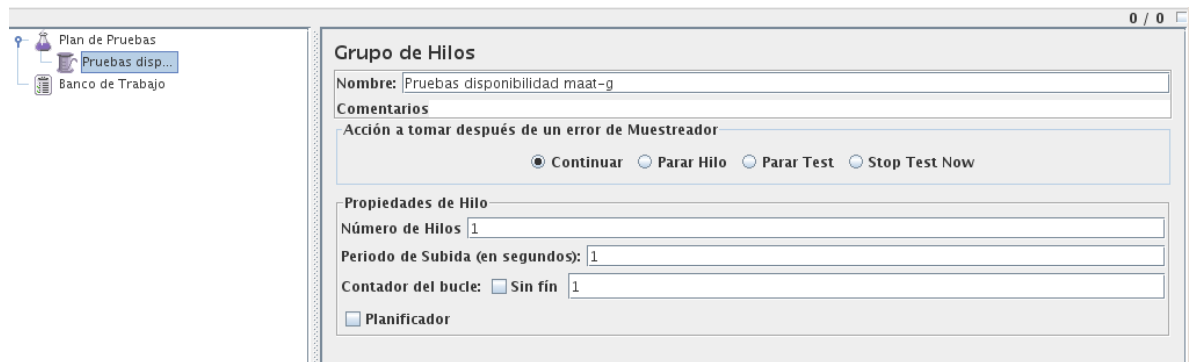 0 / 0
Plan de Pruebas
Pruebas disp...
Banco de Trabajo
Grupo de Hilos
Nombre: Pruebas disponibilidad maat-g
Comentarios
Acción a tomar después de un error de Muestreador
Continuar Parar Hilo Parar Test Stop Test Now
Propiedades de Hilo
Número de Hilos 1
Periodo de Subida (en segundos): 1
Contador del bucle: Sin fín 1
Planificador